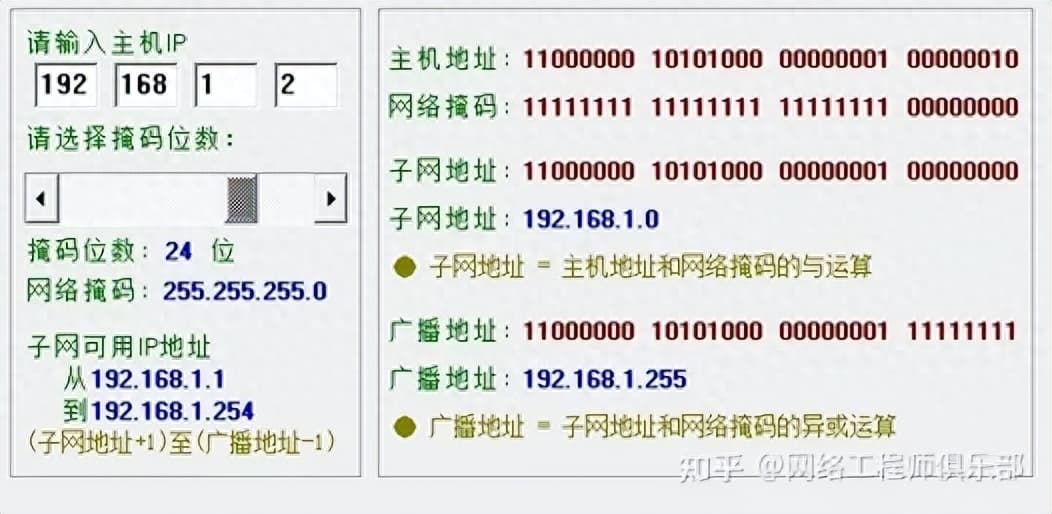 请输入主机IP
192 168 1 2
请选择掩码位数：
掩码位数：24 位
网络掩码：255.255.255.0
子网可用IP地址
从192.168.1.1
到192.168.1.254
(子网地址+1)至(广播地址-1)
主机地址：11000000 10101000 00000001 00000010
网络掩码：11111111 11111111 11111111 00000000
子网地址：11000000 10101000 00000001 00000000
子网地址：192.168.1.0
● 子网地址 = 主机地址和网络掩码的与运算
广播地址：11000000 10101000 00000001 11111111
广播地址：192.168.1.255
● 广播地址 = 子网地址和网络掩码的异或运算
知乎 @网络工程师俱乐部